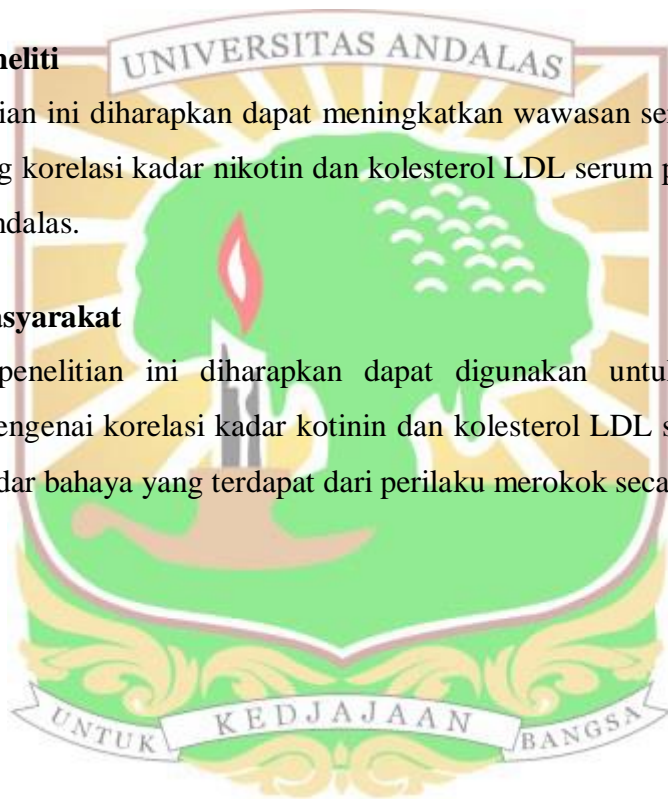 UNIVERSITAS ANDALAS
neliti
ian ini diharapkan dapat meningkatkan wawasan se
g korelasi kadar nikotin dan kolesterol LDL serum p
ndalas.
asyarakat
penelitian ini diharapkan dapat digunakan untu
engenai korelasi kadar kotinin dan kolesterol LDL s
dar bahaya yang terdapat dari perilaku merokok seca
UNTUK KEDJAJAAN BANGSA